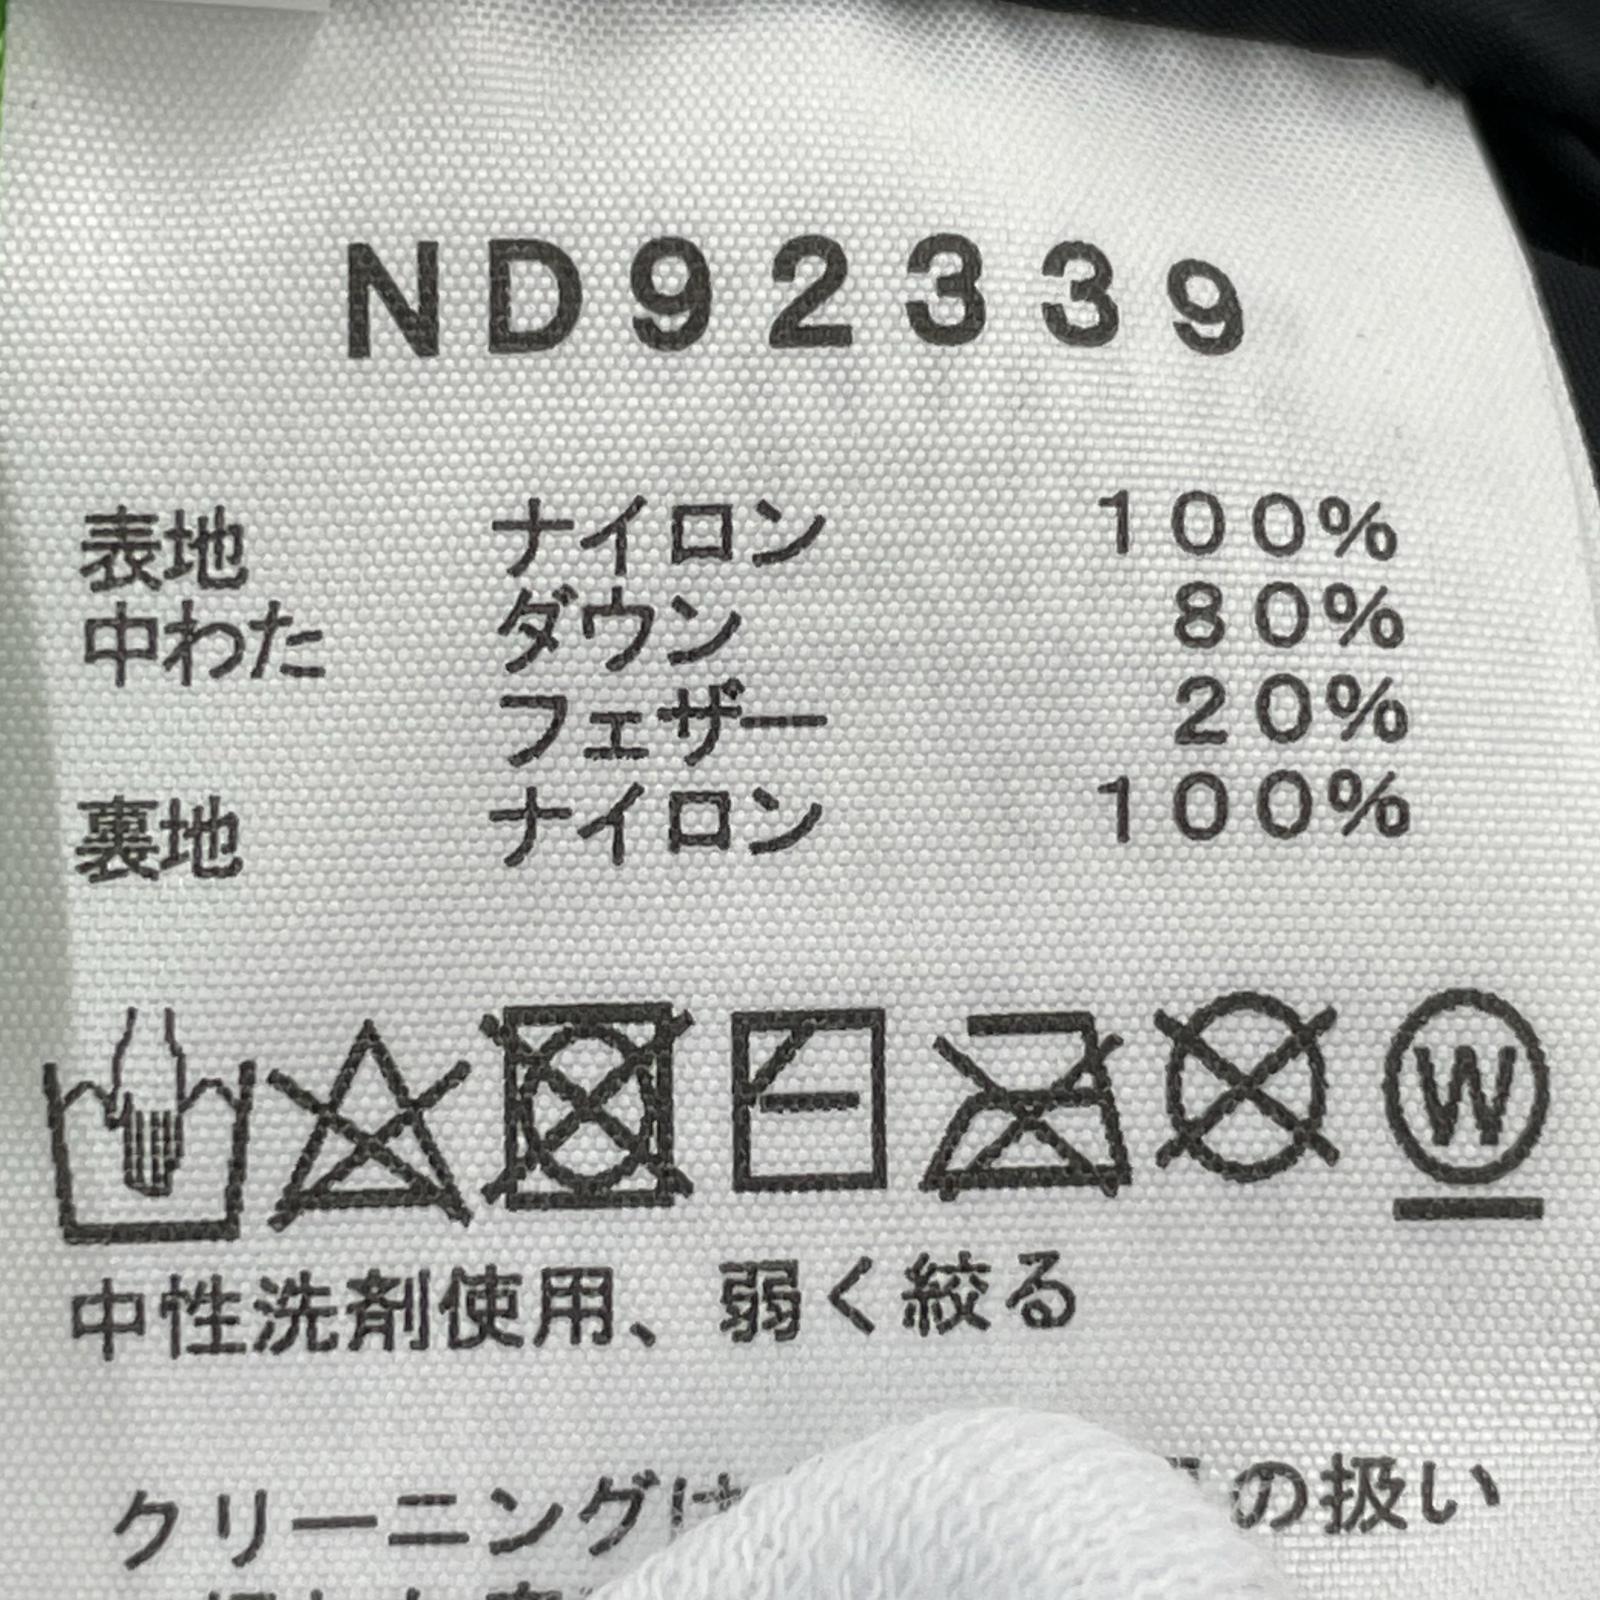 ND92339
表地 ナイロン 100%
中わた ダウン 80%
フェザー 20%
裏地 ナイロン 100%
W
中性洗剤使用、弱く絞る
クリーニングは の扱い